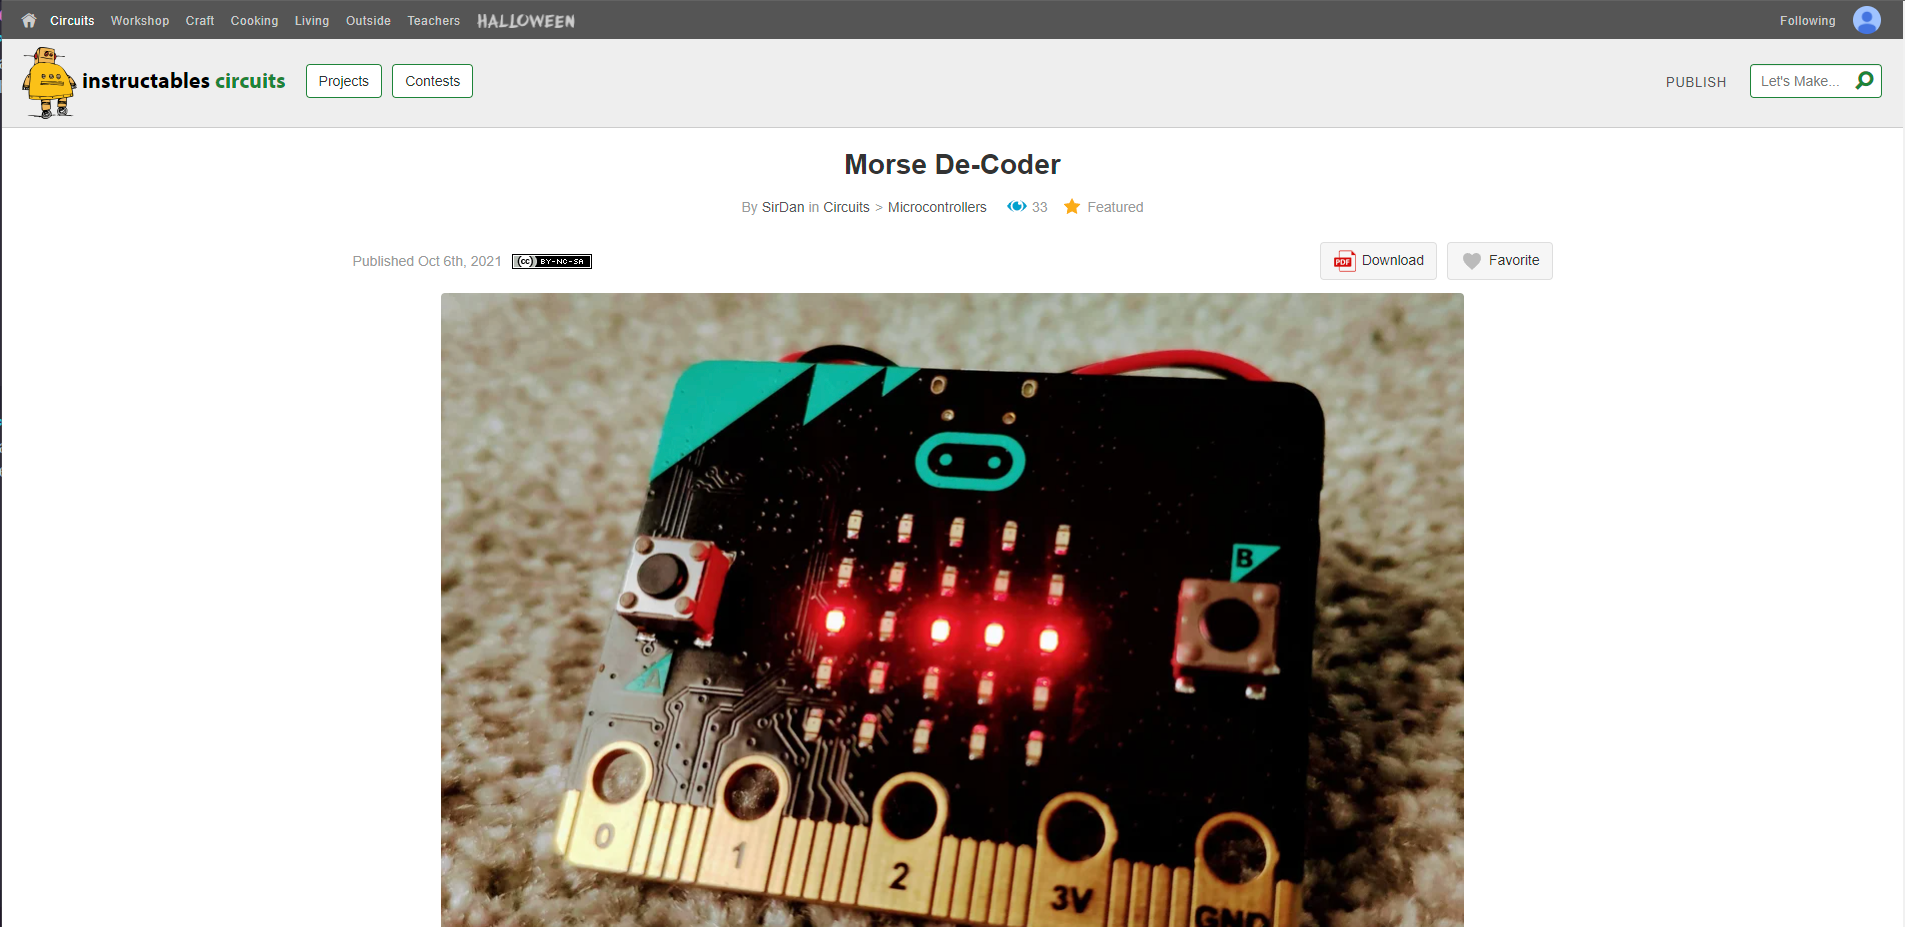 Circuits Workshop Craft Cooking Living Outside Teachers HALLOWEEN Following
instructables circuits Projects Contests PUBLISH Let's Make...
Morse De-Coder
By SirDan in Circuits > Microcontrollers 33 Featured
Published Oct 6th, 2021 (cc) BY-NC-SA PDF Download Favorite
B
0 1 2 3V GND